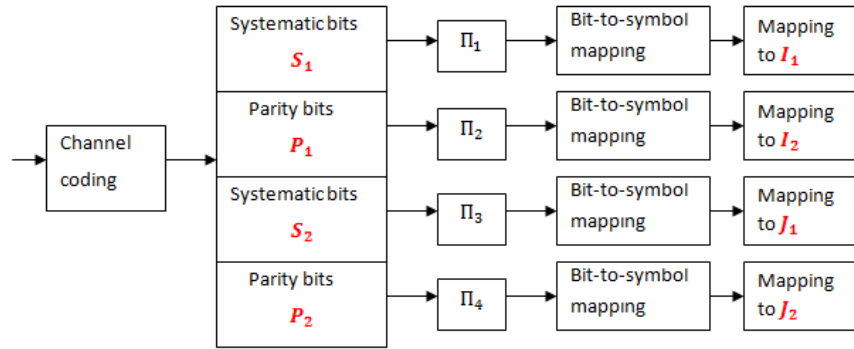 Systematic bits
S₁
Π₁
Bit-to-symbol
mapping
Mapping
to I₁
Parity bits
P₁
Π₂
Bit-to-symbol
mapping
Mapping
to I₂
Channel
coding
Systematic bits
S₂
Π₃
Bit-to-symbol
mapping
Mapping
to J₁
Parity bits
P₂
Π₄
Bit-to-symbol
mapping
Mapping
to J₂